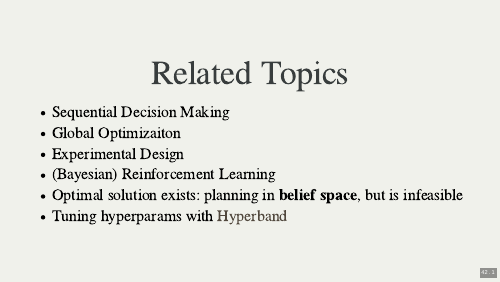 Related Topics
• Sequential Decision Making
• Global Optimizaiton
• Experimental Design
• (Bayesian) Reinforcement Learning
• Optimal solution exists: planning in belief space, but is infeasible
• Tuning hyperparams with Hyperband
42.1